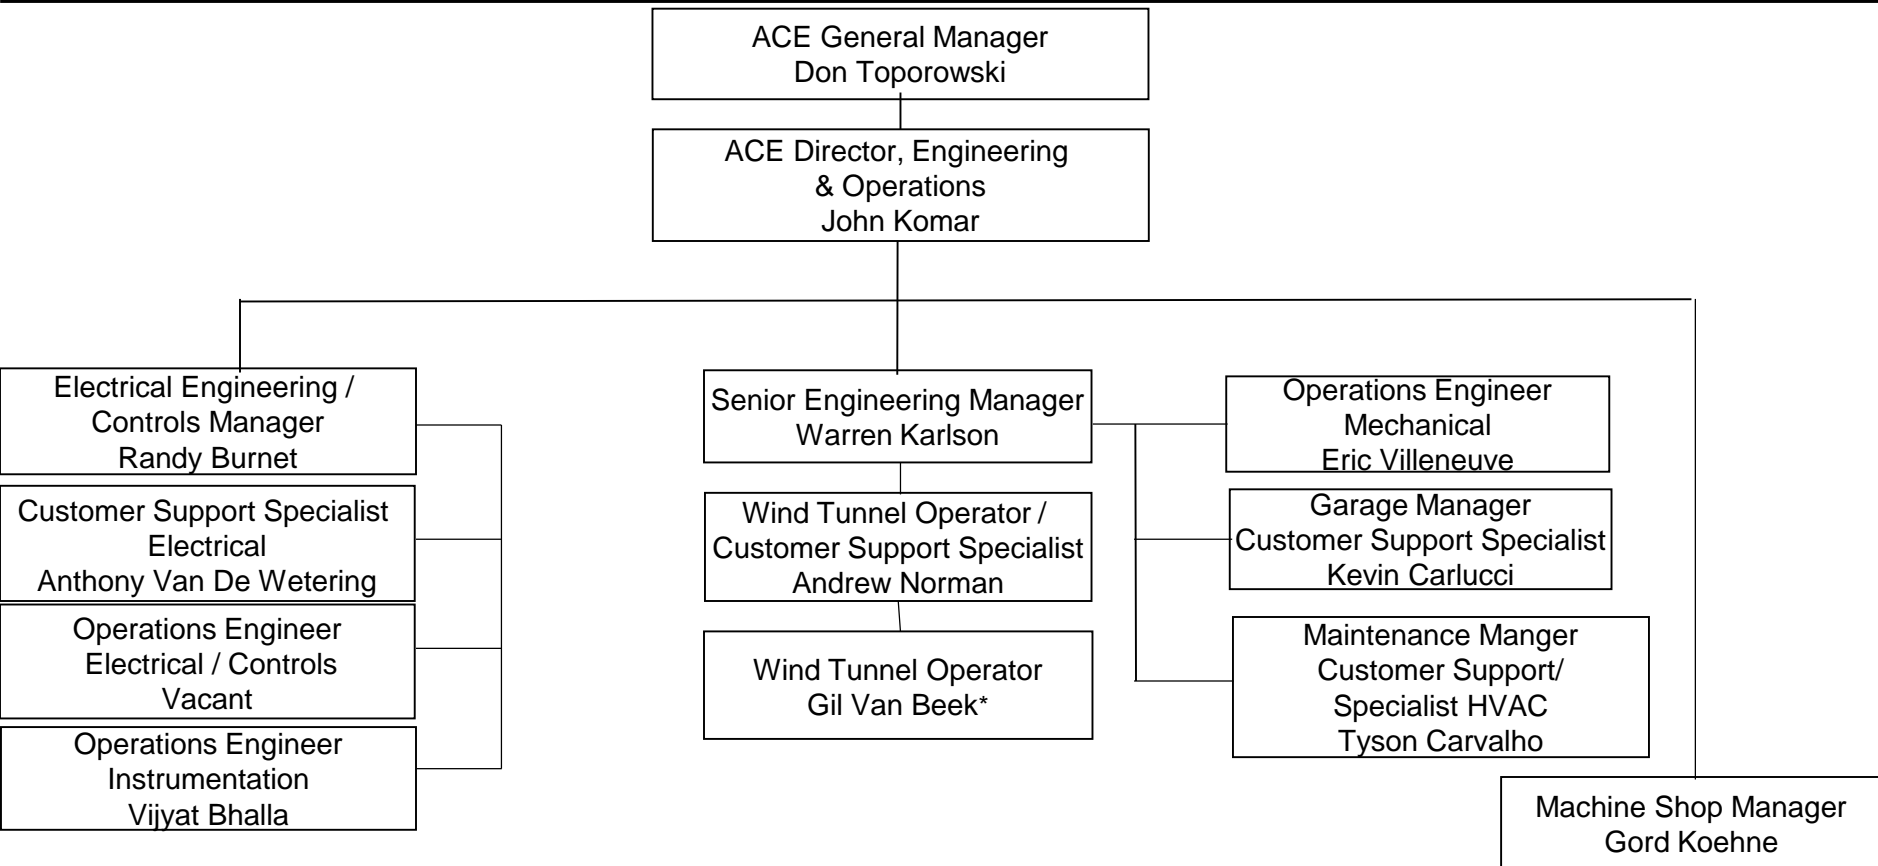 ACE General Manager
Don Toporowski
ACE Director, Engineering
& Operations
John Komar
Electrical Engineering /
Controls Manager
Randy Burnet
Customer Support Specialist
Electrical
Anthony Van De Wetering
Operations Engineer
Electrical / Controls
Vacant
Operations Engineer
Instrumentation
Vijyat Bhalla
Senior Engineering Manager
Warren Karlson
Wind Tunnel Operator /
Customer Support Specialist
Andrew Norman
Wind Tunnel Operator
Gil Van Beek*
Operations Engineer
Mechanical
Eric Villeneuve
Garage Manager
Customer Support Specialist
Kevin Carlucci
Maintenance Manger
Customer Support/
Specialist HVAC
Tyson Carvalho
Machine Shop Manager
Gord Koehne